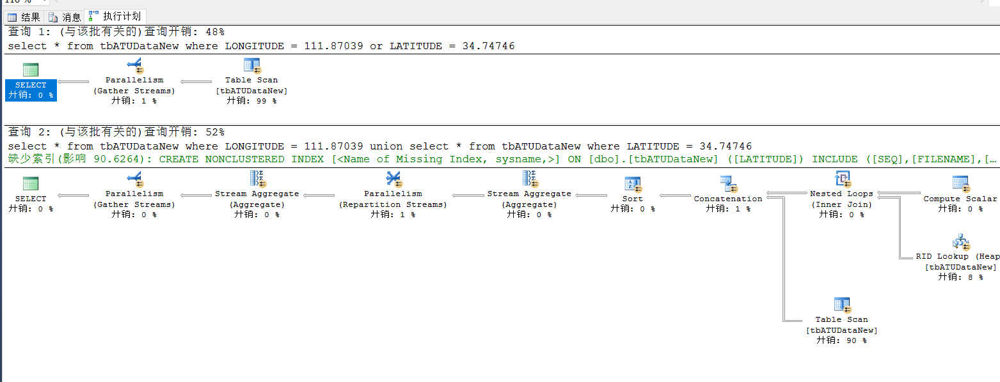 110 %
结果 消息 执行计划
查询 1: (与该批有关的)查询开销: 48%
select * from tbATUDataNew where LONGITUDE = 111.87039 or LATITUDE = 34.74746
SELECT
开销: 0 %
Parallelism
(Gather Streams)
开销: 1 %
Table Scan
[tbATUDataNew]
开销: 99 %
查询 2: (与该批有关的)查询开销: 52%
select * from tbATUDataNew where LONGITUDE = 111.87039 union select * from tbATUDataNew where LATITUDE = 34.74746
缺少索引(影响 90.6264): CREATE NONCLUSTERED INDEX [<Name of Missing Index, sysname,>] ON [dbo].[tbATUDataNew] ([LATITUDE]) INCLUDE ([SEQ],[FILENAME],[…
SELECT
开销: 0 %
Parallelism
(Gather Streams)
开销: 0 %
Stream Aggregate
(Aggregate)
开销: 0 %
Parallelism
(Repartition Streams)
开销: 1 %
Stream Aggregate
(Aggregate)
开销: 0 %
Sort
开销: 0 %
Concatenation
开销: 1 %
Nested Loops
(Inner Join)
开销: 0 %
Compute Scalar
开销: 0 %
RID Lookup (Heap
[tbATUDataNew]
开销: 8 %
Table Scan
[tbATUDataNew]
开销: 90 %